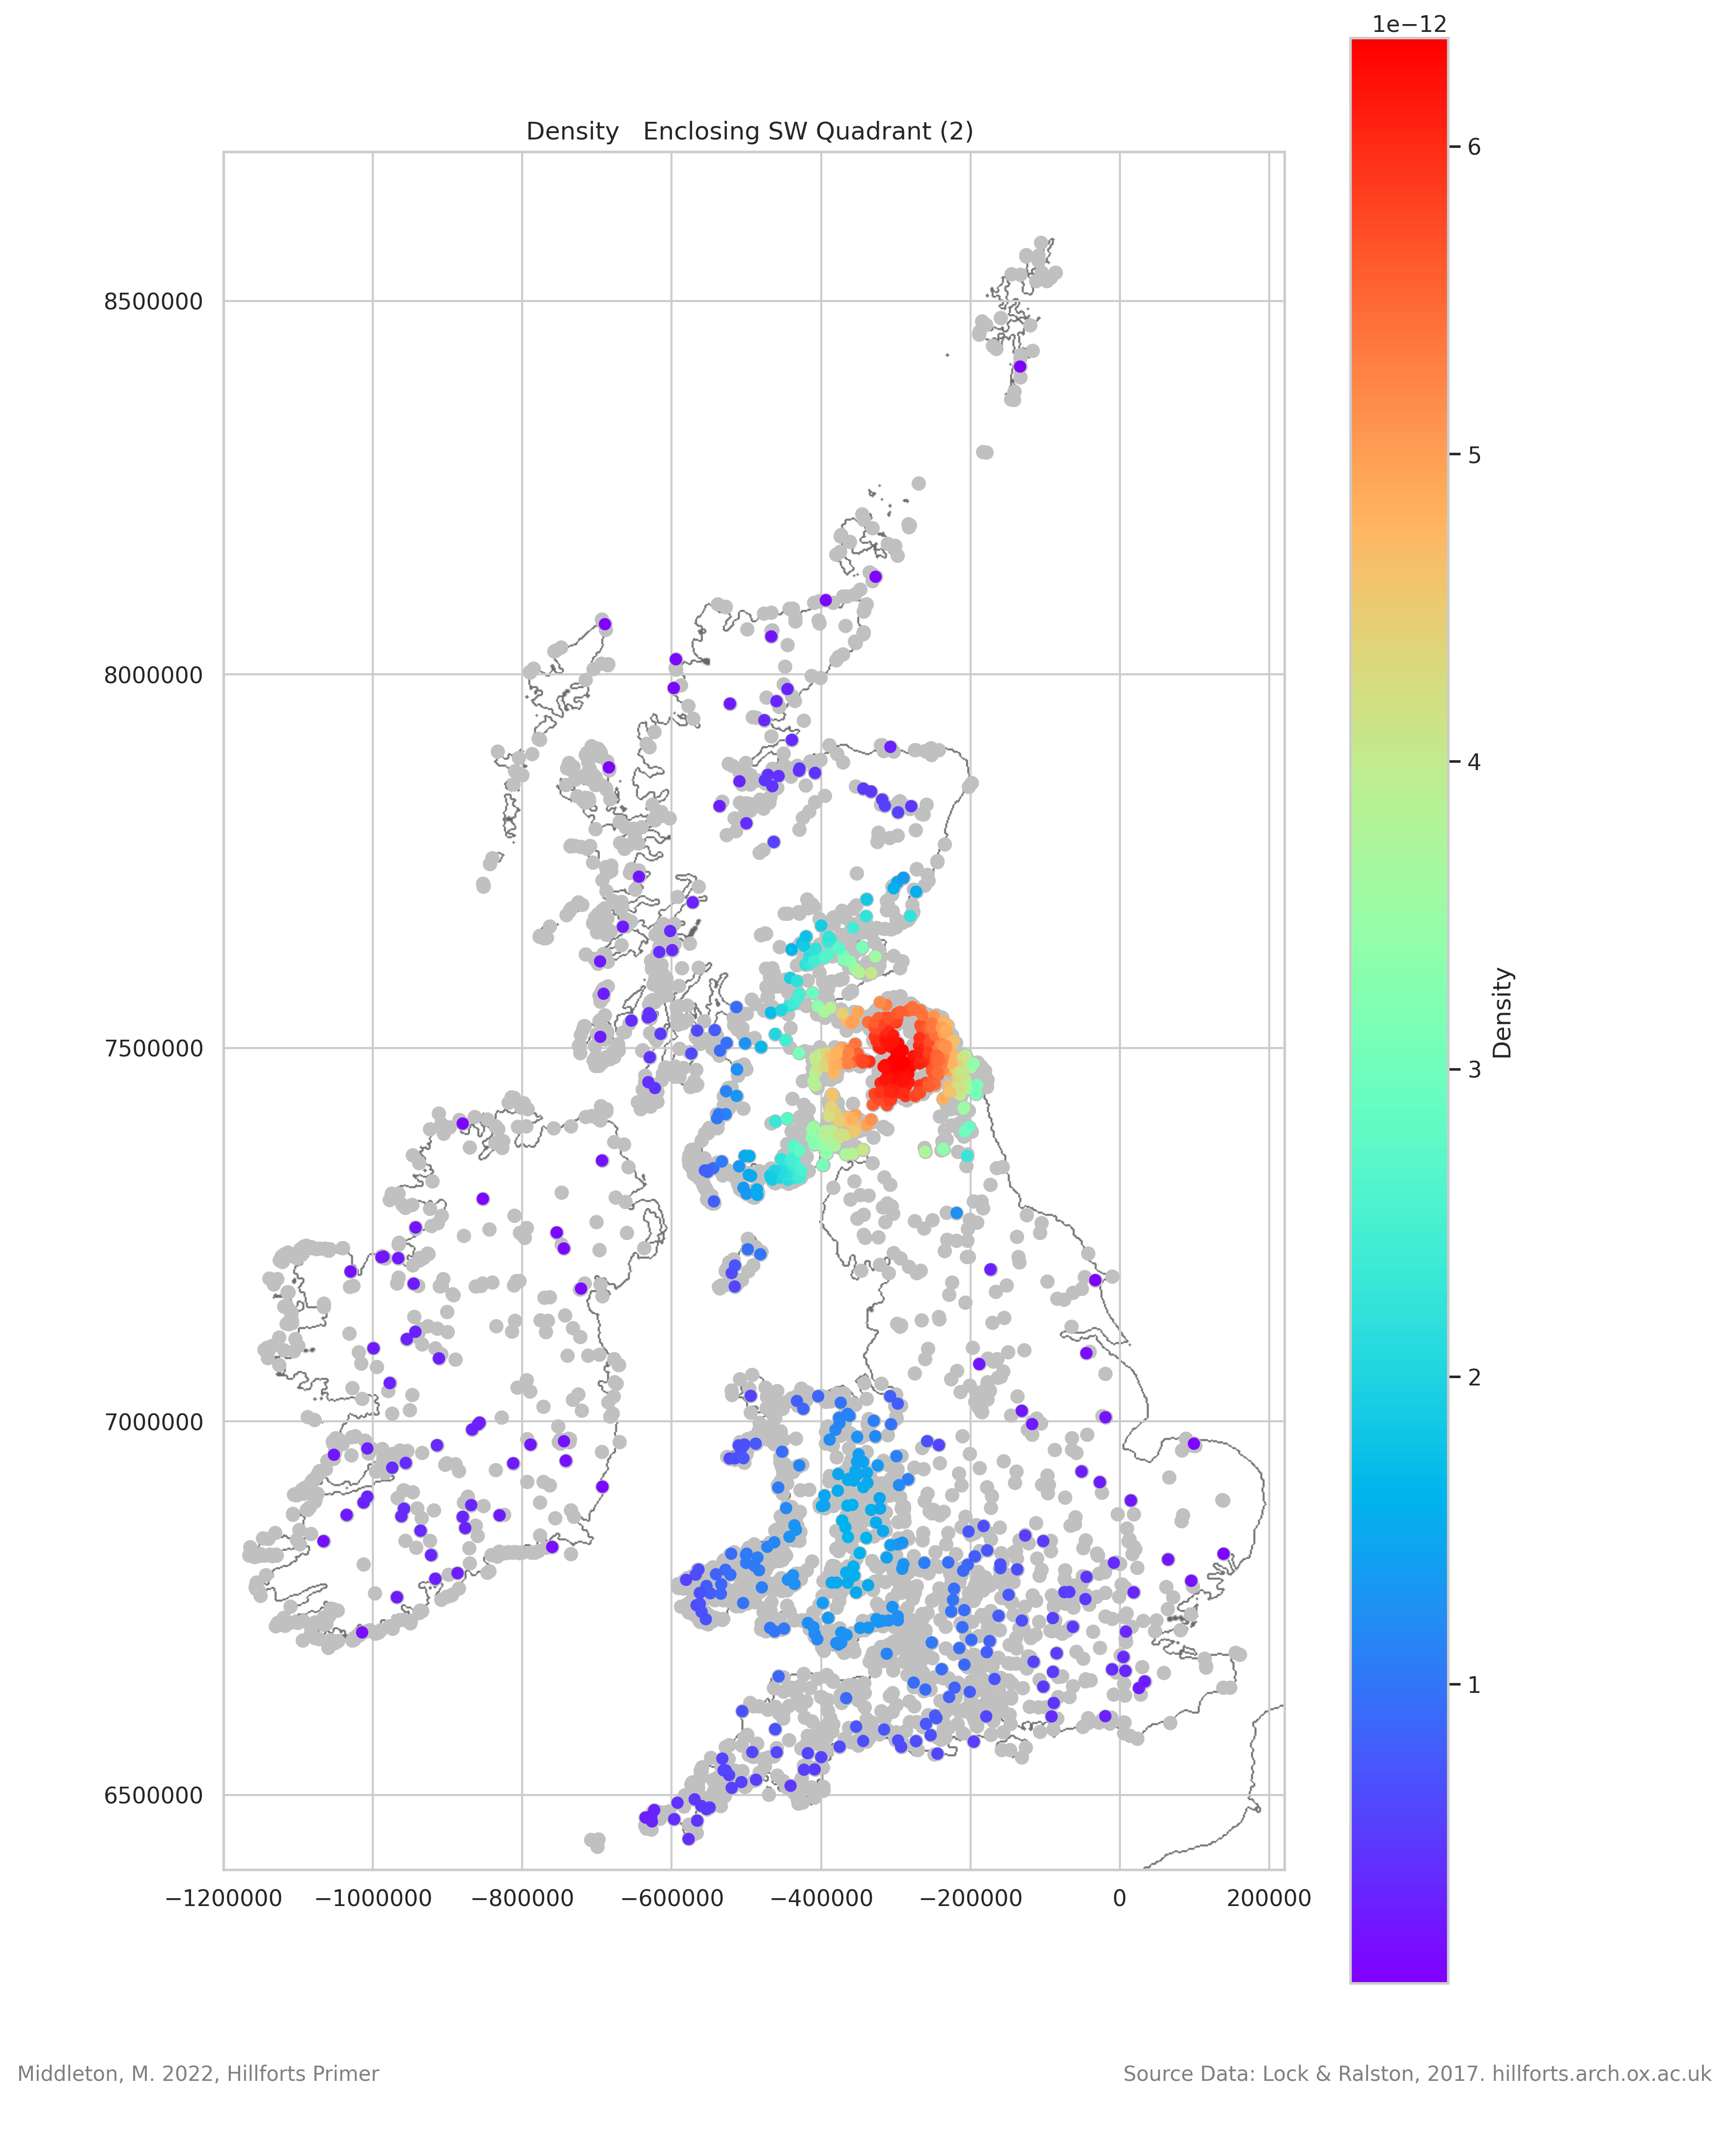 1e−12
Density   Enclosing SW Quadrant (2)
8500000
8000000
7500000
7000000
6500000
−1200000 −1000000 −800000 −600000 −400000 −200000 0 200000
6
5
4
3
2
1
Density
Middleton, M. 2022, Hillforts Primer
Source Data: Lock & Ralston, 2017. hillforts.arch.ox.ac.uk